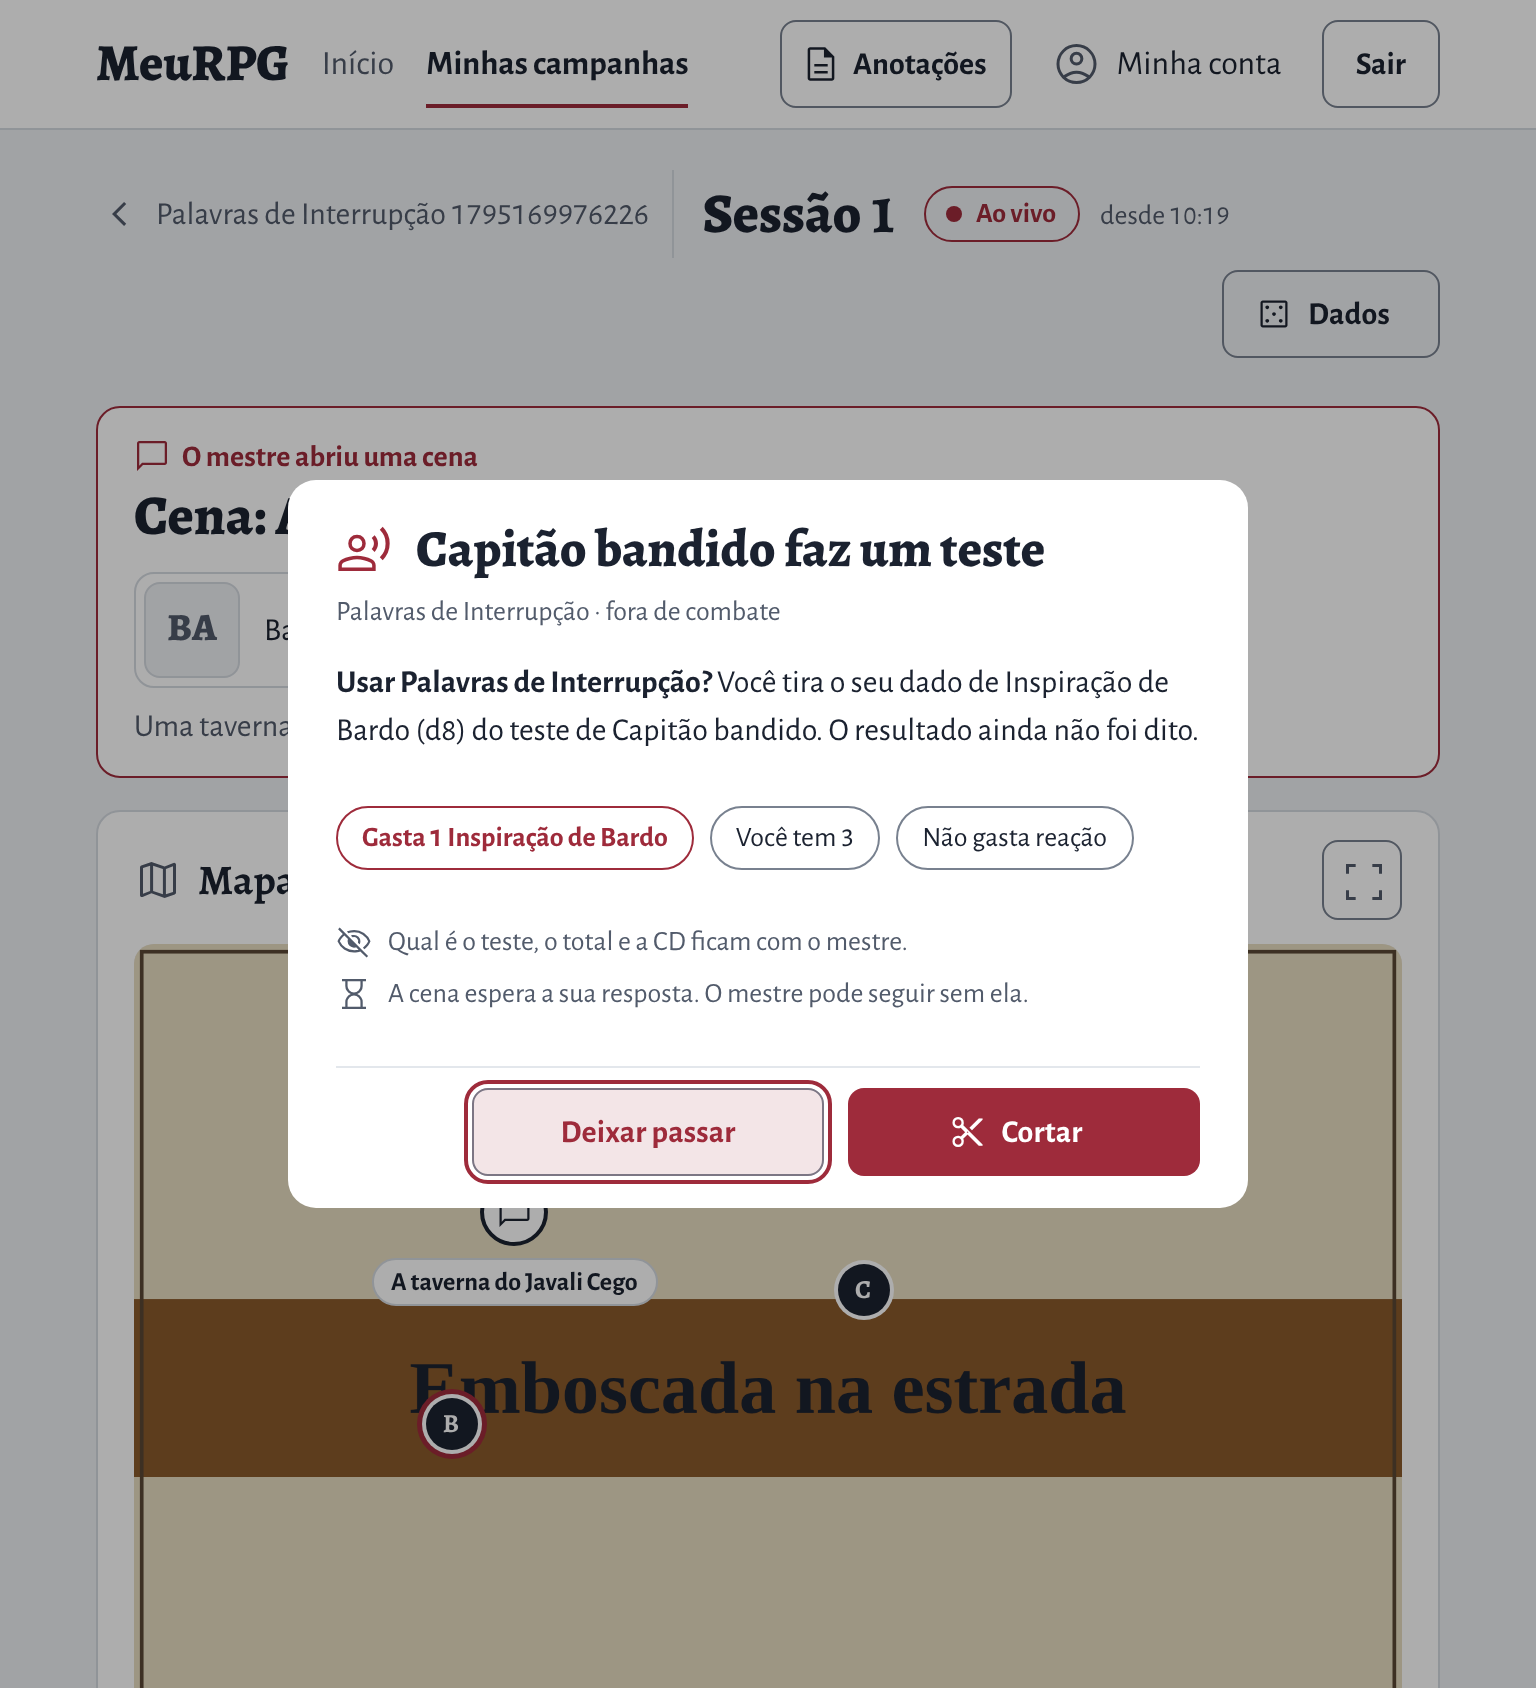 MeuRPG
Início
Minhas campanhas
Anotações
Minha conta
Sair
Palavras de Interrupção 1795169976226
Sessão 1
Ao vivo
desde 10:19
Dados
O mestre abriu uma cena
Cena:
BA
Uma taverna
Capitão bandido faz um teste
Palavras de Interrupção · fora de combate
Usar Palavras de Interrupção? Você tira o seu dado de Inspiração de
Bardo (d8) do teste de Capitão bandido. O resultado ainda não foi dito.
Gasta 1 Inspiração de Bardo
Você tem 3
Não gasta reação
Mapa
Qual é o teste, o total e a CD ficam com o mestre.
A cena espera a sua resposta. O mestre pode seguir sem ela.
Deixar passar
Cortar
A taverna do Javali Cego
C
Emboscada na estrada
B